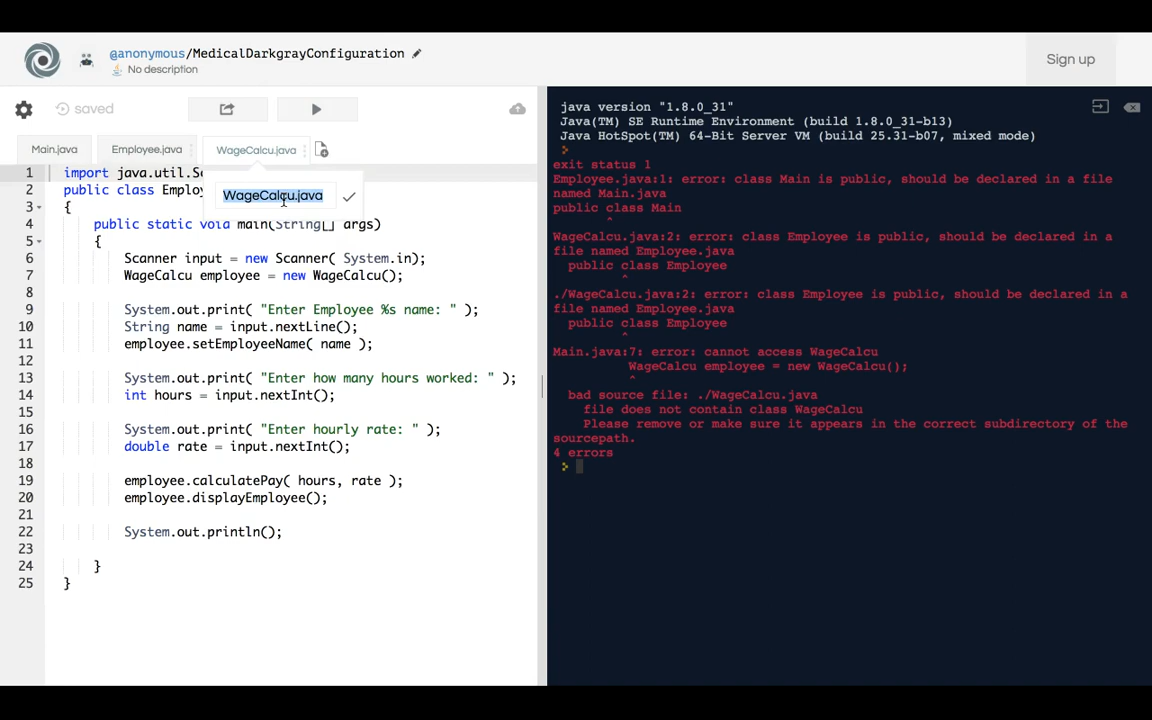 @anonymous/MedicalDarkgrayConfiguration
No description
Sign up
saved
Main.java
Employee.java
WageCalcu.java
WageCalcu.java
1 import java.util.
2 public class
3 {
4 public static void main(String[] args)
5 {
6 Scanner input = new Scanner( System.in);
7 WageCalcu employee = new WageCalcu();
8
9 System.out.print( "Enter Employee %s name: " );
10 String name = input.nextLine();
11 employee.setEmployeeName( name );
12
13 System.out.print( "Enter how many hours worked: " );
14 int hours = input.nextInt();
15
16 System.out.print( "Enter hourly rate: " );
17 double rate = input.nextInt();
18
19 employee.calculatePay( hours, rate );
20 employee.displayEmployee();
21
22 System.out.println();
23
24 }
25 }
java version "1.8.0_31"
Java(TM) SE Runtime Environment (build 1.8.0_31-b13)
Java HotSpot(TM) 64-Bit Server VM (build 25.31-b07, mixed mode)
exit status 1
Employee.java:1: error: class Main is public, should be declared in a file
named Main.java
public class Main
^
WageCalcu.java:2: error: class Employee is public, should be declared in a
file named Employee.java
public class Employee
^
./WageCalcu.java:2: error: class Employee is public, should be declared in a
file named Employee.java
public class Employee
^
Main.java:7: error: cannot access WageCalcu
WageCalcu employee = new WageCalcu();
^
bad source file: ./WageCalcu.java
file does not contain class WageCalcu
Please remove or make sure it appears in the correct subdirectory of the
sourcepath.
4 errors